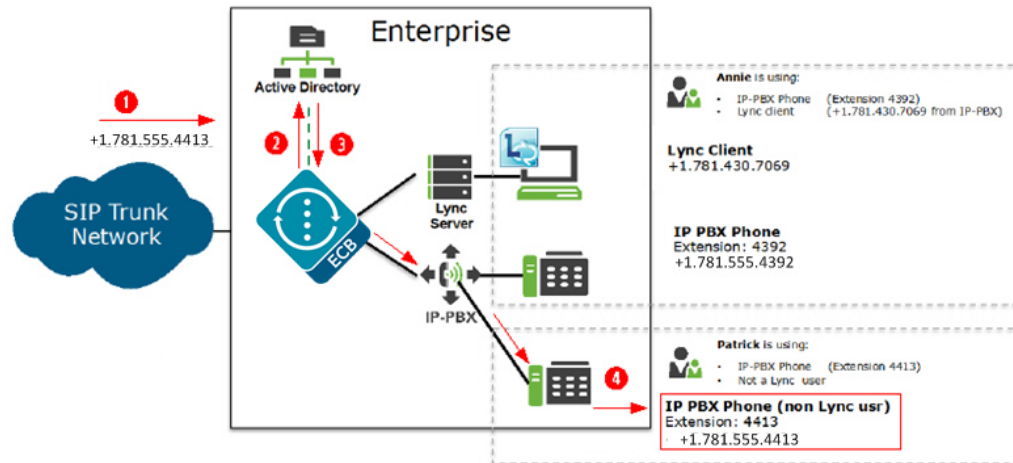 Enterprise
Active Directory
1
+1.781.555.4413
2
3
SIP Trunk
Network
ECB
Lync
Server
L
IP-PBX
4
Annie is using:
• IP-PBX Phone (Extension 4392)
• Lync client (+1.781.430.7069 from IP-PBX)
Lync Client
+1.781.430.7069
IP PBX Phone
Extension: 4392
+1.781.555.4392
Patrick is using:
• IP-PBX Phone (Extension 4413)
• Not a Lync user
IP PBX Phone (non Lync usr)
Extension: 4413
+1.781.555.4413